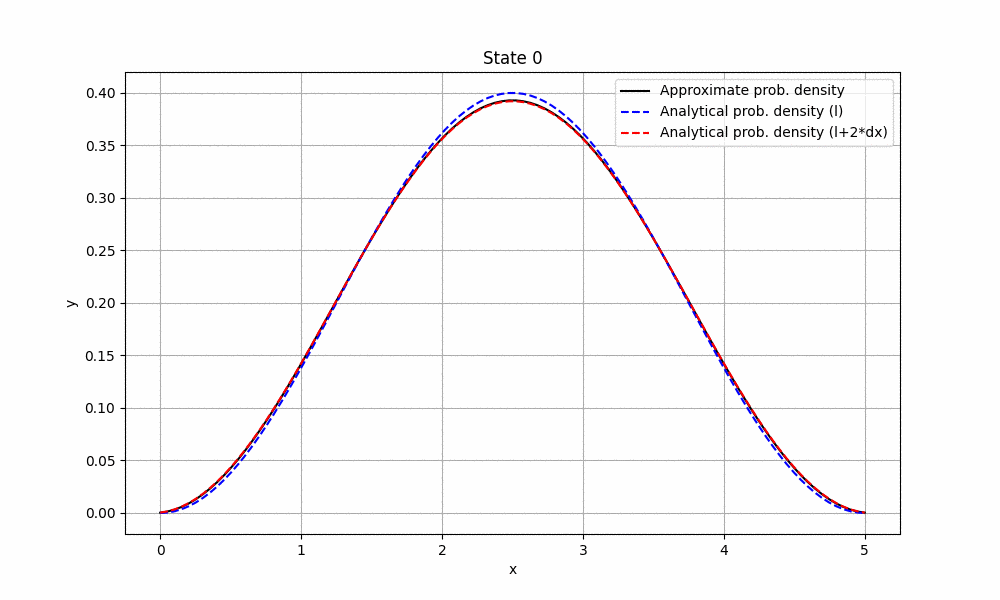 State 0
Approximate prob. density
Analytical prob. density (l)
Analytical prob. density (l+2*dx)
0.40
0.35
0.30
0.25
0.20
0.15
0.10
0.05
0.00
y
0 1 2 3 4 5
x